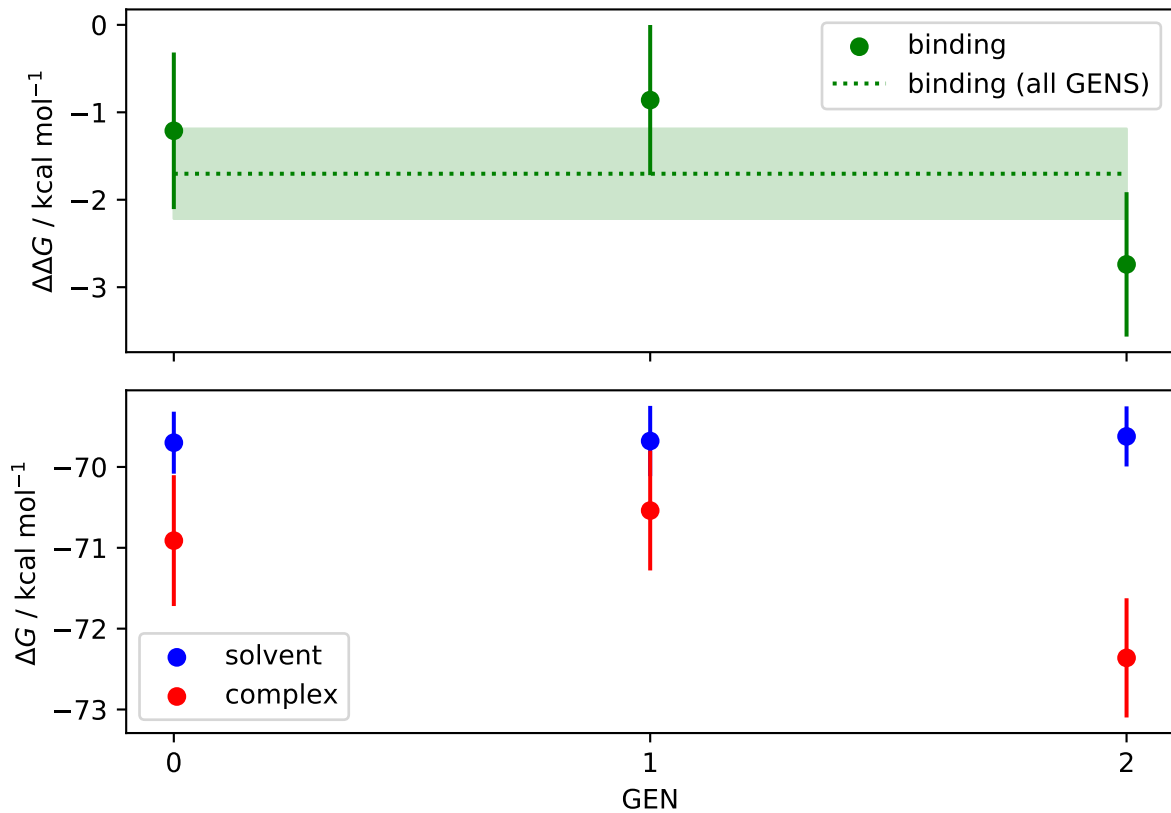 0
−1
−2
−3
ΔΔG / kcal mol⁻¹
binding
binding (all GENS)
−70
−71
−72
−73
ΔG / kcal mol⁻¹
solvent
complex
0
1
2
GEN